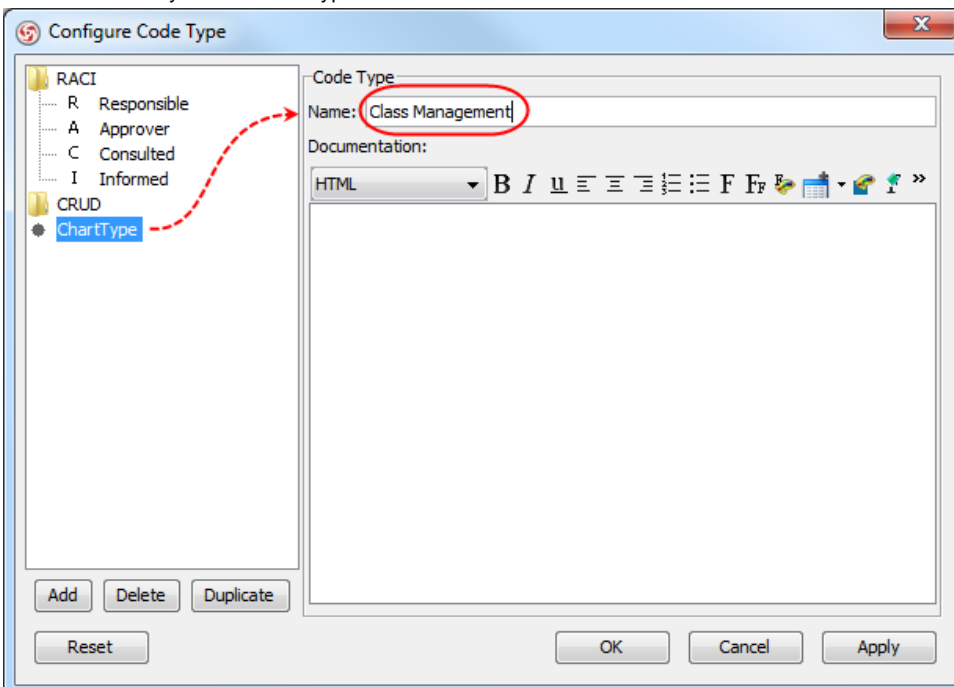 Configure Code Type
RACI
R Responsible
A Approver
C Consulted
I Informed
CRUD
ChartType
Add Delete Duplicate
Code Type
Name: Class Management
Documentation:
HTML B I u F FF »
Reset OK Cancel Apply